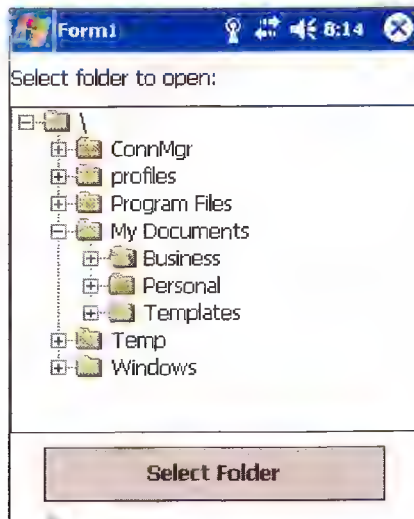 Form1 8:14
Select folder to open:
\
ConnMgr
profiles
Program Files
My Documents
Business
Personal
Templates
Temp
Windows
Select Folder